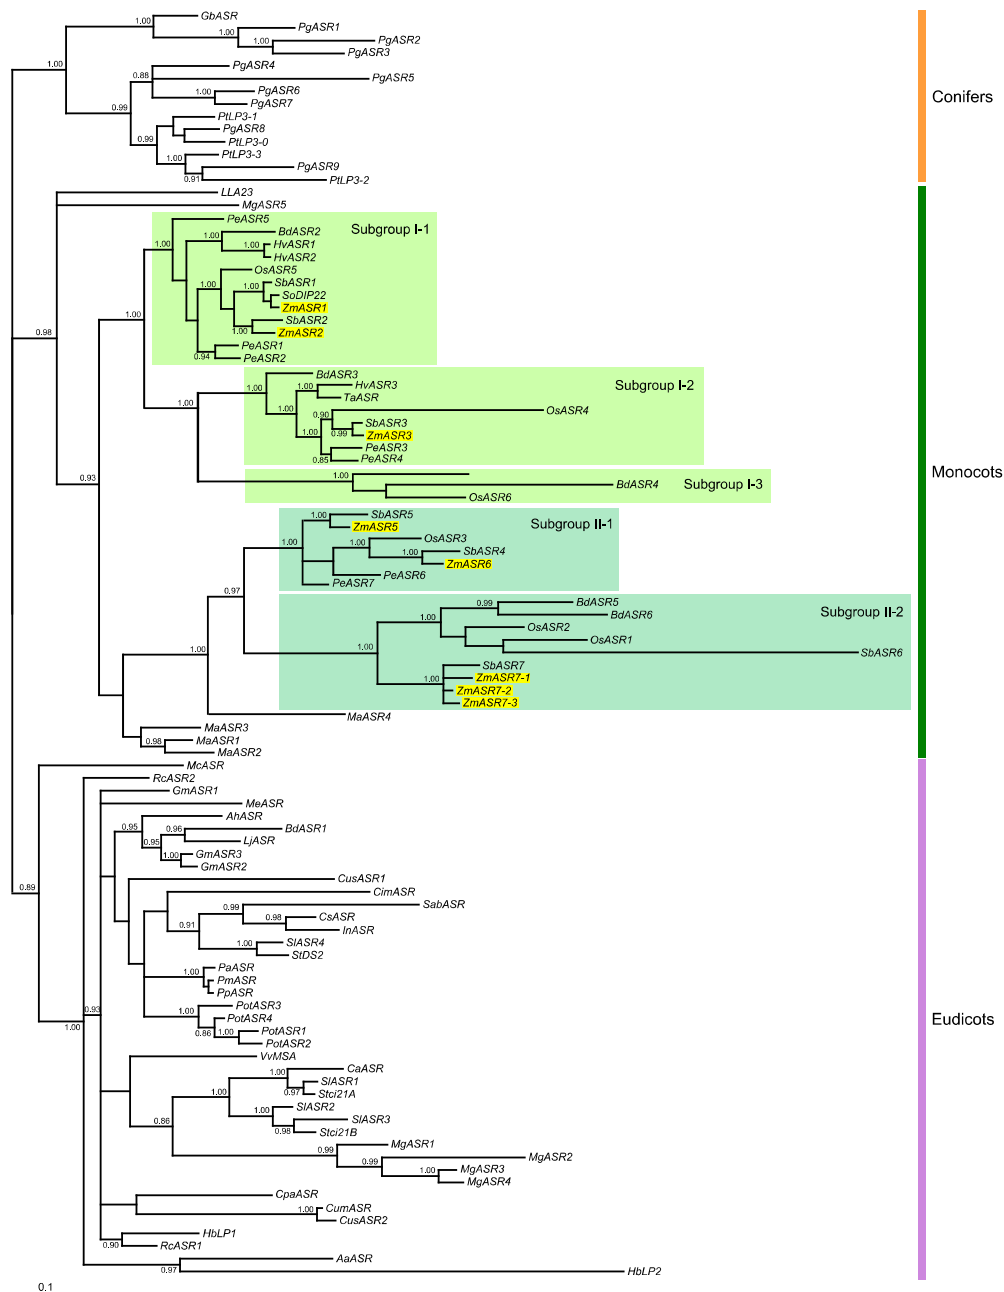 GbASR
1.00
PgASR1
1.00
PgASR2
1.00
PgASR3
1.00
PgASR4
0.88
PgASR5
PgASR6
1.00
PgASR7
0.99
PtLP3-1
PgASR8
0.99
PtLP3-0
PtLP3-3
1.00
PgASR9
0.91
PtLP3-2
Conifers
LLA23
MgASR5
PeASR5
Subgroup I-1
BdASR2
1.00
1.00
HvASR1
1.00
HvASR2
OsASR5
1.00
SbASR1
1.00
SoDIP22
ZmASR1
SbASR2
1.00
ZmASR2
1.00
0.98
PeASR1
0.94
PeASR2
BdASR3
Subgroup I-2
1.00
HvASR3
1.00
TaASR
1.00
OsASR4
0.90
SbASR3
0.99
ZmASR3
1.00
PeASR3
0.85
PeASR4
1.00
0.93
1.00
BdASR4
Subgroup I-3
OsASR6
Monocots
SbASR5
1.00
ZmASR5
Subgroup II-1
1.00
OsASR3
1.00
SbASR4
1.00
ZmASR6
PeASR6
PeASR7
0.97
BdASR5
0.99
BdASR6
Subgroup II-2
1.00
OsASR2
OsASR1
SbASR6
1.00
1.00
SbASR7
ZmASR7-1
1.00
ZmASR7-2
ZmASR7-3
MaASR4
MaASR3
MaASR1
0.98
MaASR2
McASR
RcASR2
GmASR1
MeASR
AhASR
0.95
BdASR1
0.96
LjASR
0.95
GmASR3
1.00
GmASR2
CusASR1
0.89
CimASR
SabASR
0.99
CsASR
0.98
InASR
0.91
SlASR4
1.00
StDS2
PaASR
1.00
PmASR
PpASR
PotASR3
1.00
PotASR4
0.86
PotASR1
1.00
PotASR2
0.93
1.00
Eudicots
VvMSA
CaASR
1.00
SlASR1
0.97
Stci21A
1.00
SlASR2
1.00
SlASR3
0.98
Stci21B
0.86
MgASR1
0.99
MgASR2
0.99
MgASR3
1.00
MgASR4
CpaASR
CumASR
1.00
CusASR2
HbLP1
0.90
RcASR1
AaASR
0.97
HbLP2
0.1